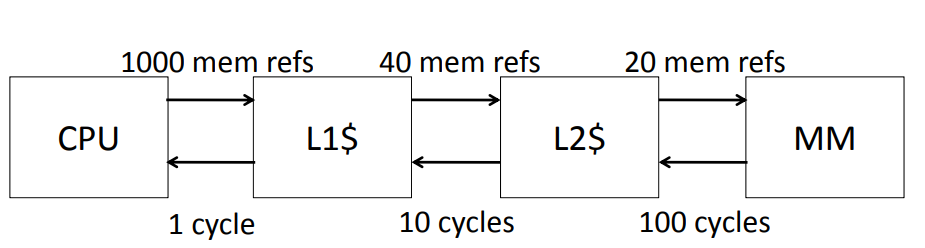 1000 mem refs
40 mem refs
20 mem refs
CPU
L1$
L2$
MM
1 cycle
10 cycles
100 cycles